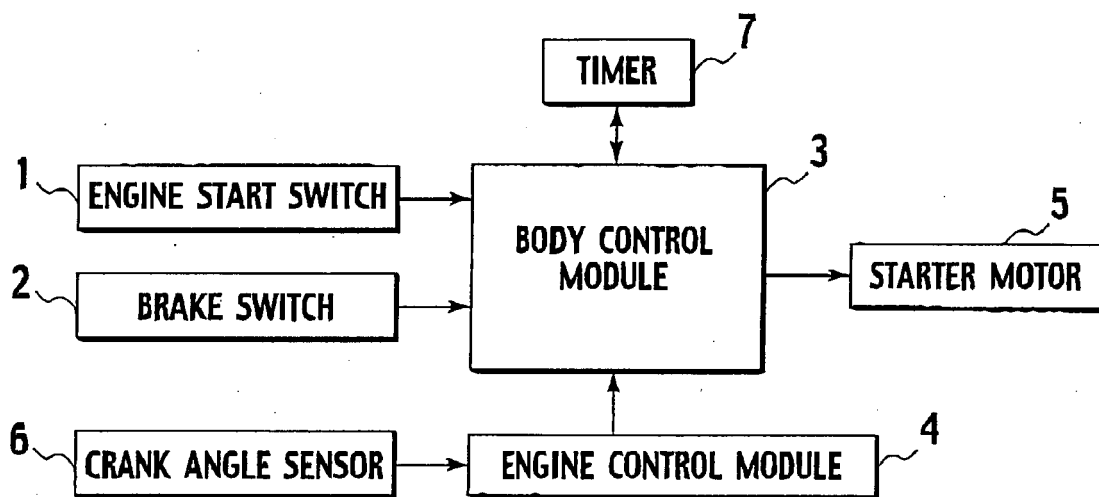 7
TIMER
1
ENGINE START SWITCH
3
BODY CONTROL
MODULE
5
STARTER MOTOR
2
BRAKE SWITCH
6
CRANK ANGLE SENSOR
4
ENGINE CONTROL MODULE